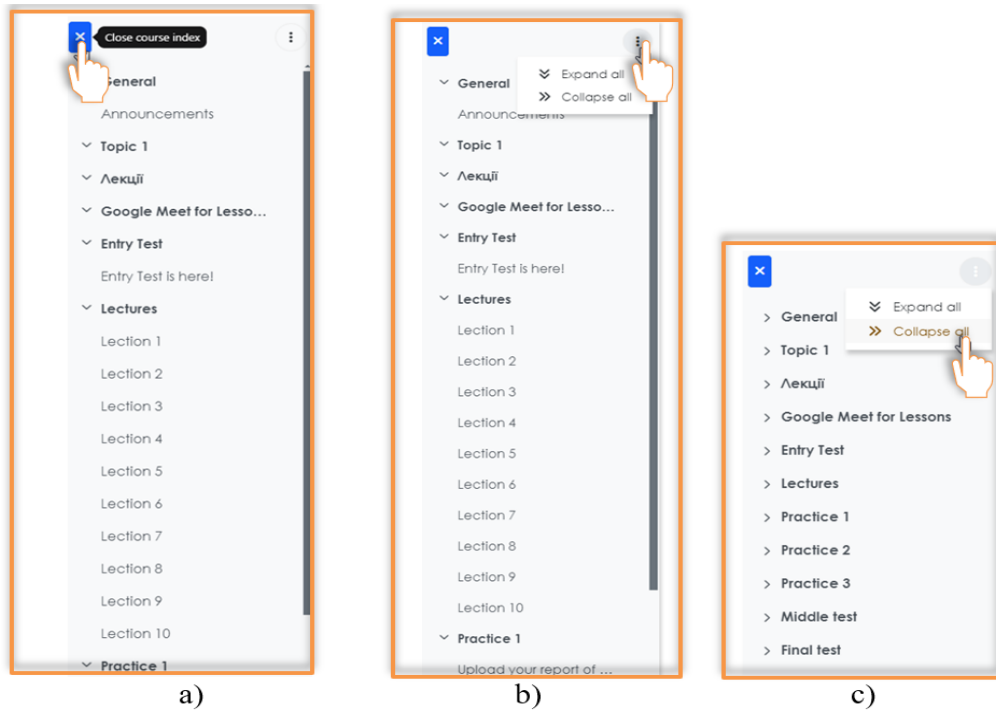 Close course index
General
Announcements
Topic 1
Лекції
Google Meet for Lesso...
Entry Test
Entry Test is here!
Lectures
Lection 1
Lection 2
Lection 3
Lection 4
Lection 5
Lection 6
Lection 7
Lection 8
Lection 9
Lection 10
Practice 1
a)
Expand all
General
Collapse all
Announcements
Topic 1
Лекції
Google Meet for Lesso...
Entry Test
Entry Test is here!
Lectures
Lection 1
Lection 2
Lection 3
Lection 4
Lection 5
Lection 6
Lection 7
Lection 8
Lection 9
Lection 10
Practice 1
Upload your report of ...
b)
Expand all
General
Collapse all
Topic 1
Лекції
Google Meet for Lessons
Entry Test
Lectures
Practice 1
Practice 2
Practice 3
Middle test
Final test
c)